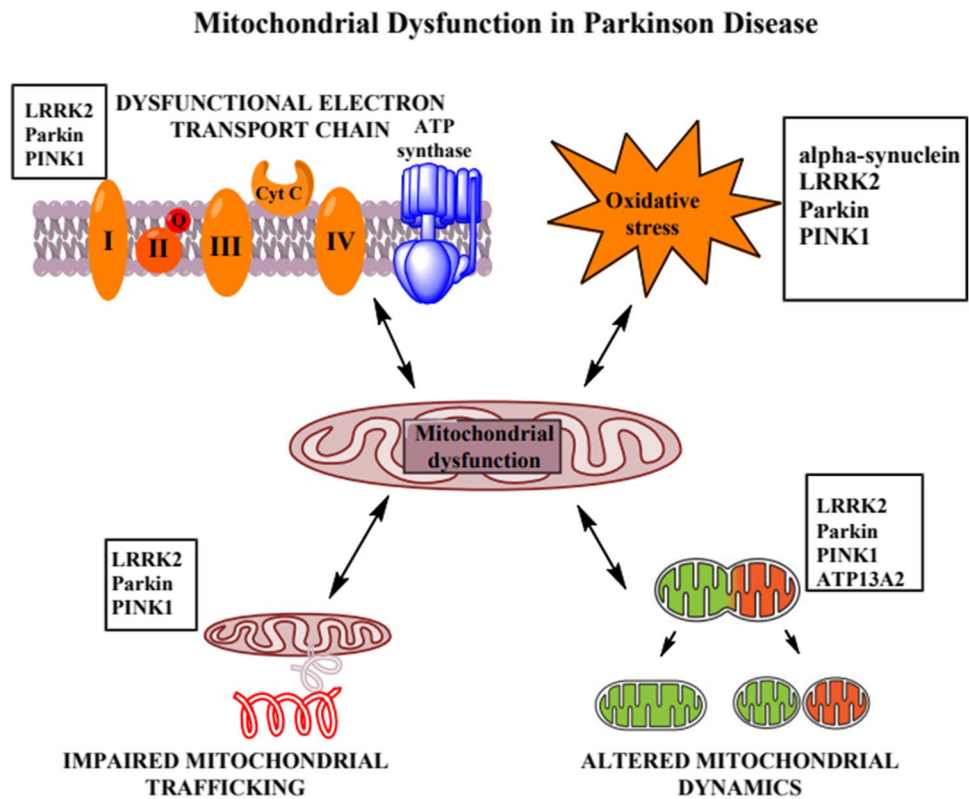 Mitochondrial Dysfunction in Parkinson Disease
LRRK2
Parkin
PINK1
DYSFUNCTIONAL ELECTRON
TRANSPORT CHAIN
ATP
synthase
Cyt C
I
II
Q
III
IV
Oxidative
stress
alpha-synuclein
LRRK2
Parkin
PINK1
Mitochondrial
dysfunction
LRRK2
Parkin
PINK1
IMPAIRED MITOCHONDRIAL
TRAFFICKING
LRRK2
Parkin
PINK1
ATP13A2
ALTERED MITOCHONDRIAL
DYNAMICS